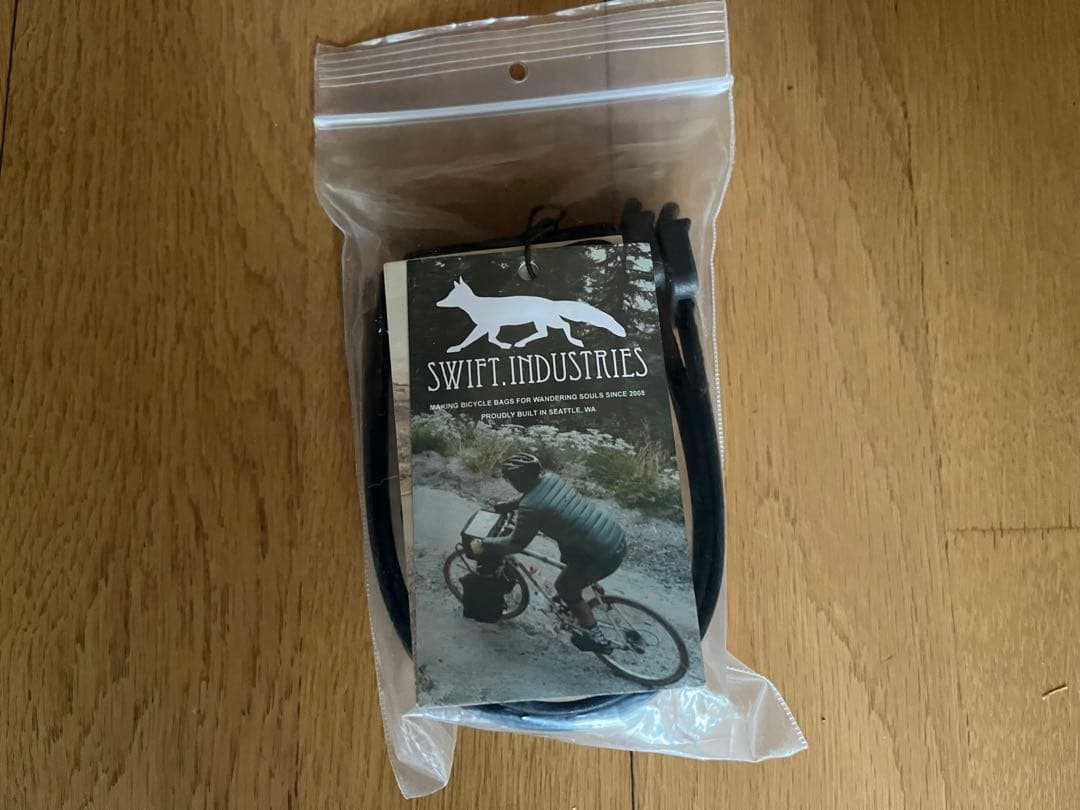 SWIFT.INDUSTRIES
MAKING BICYCLE BAGS FOR WANDERING SOULS SINCE 2008
PROUDLY BUILT IN SEATTLE, WA